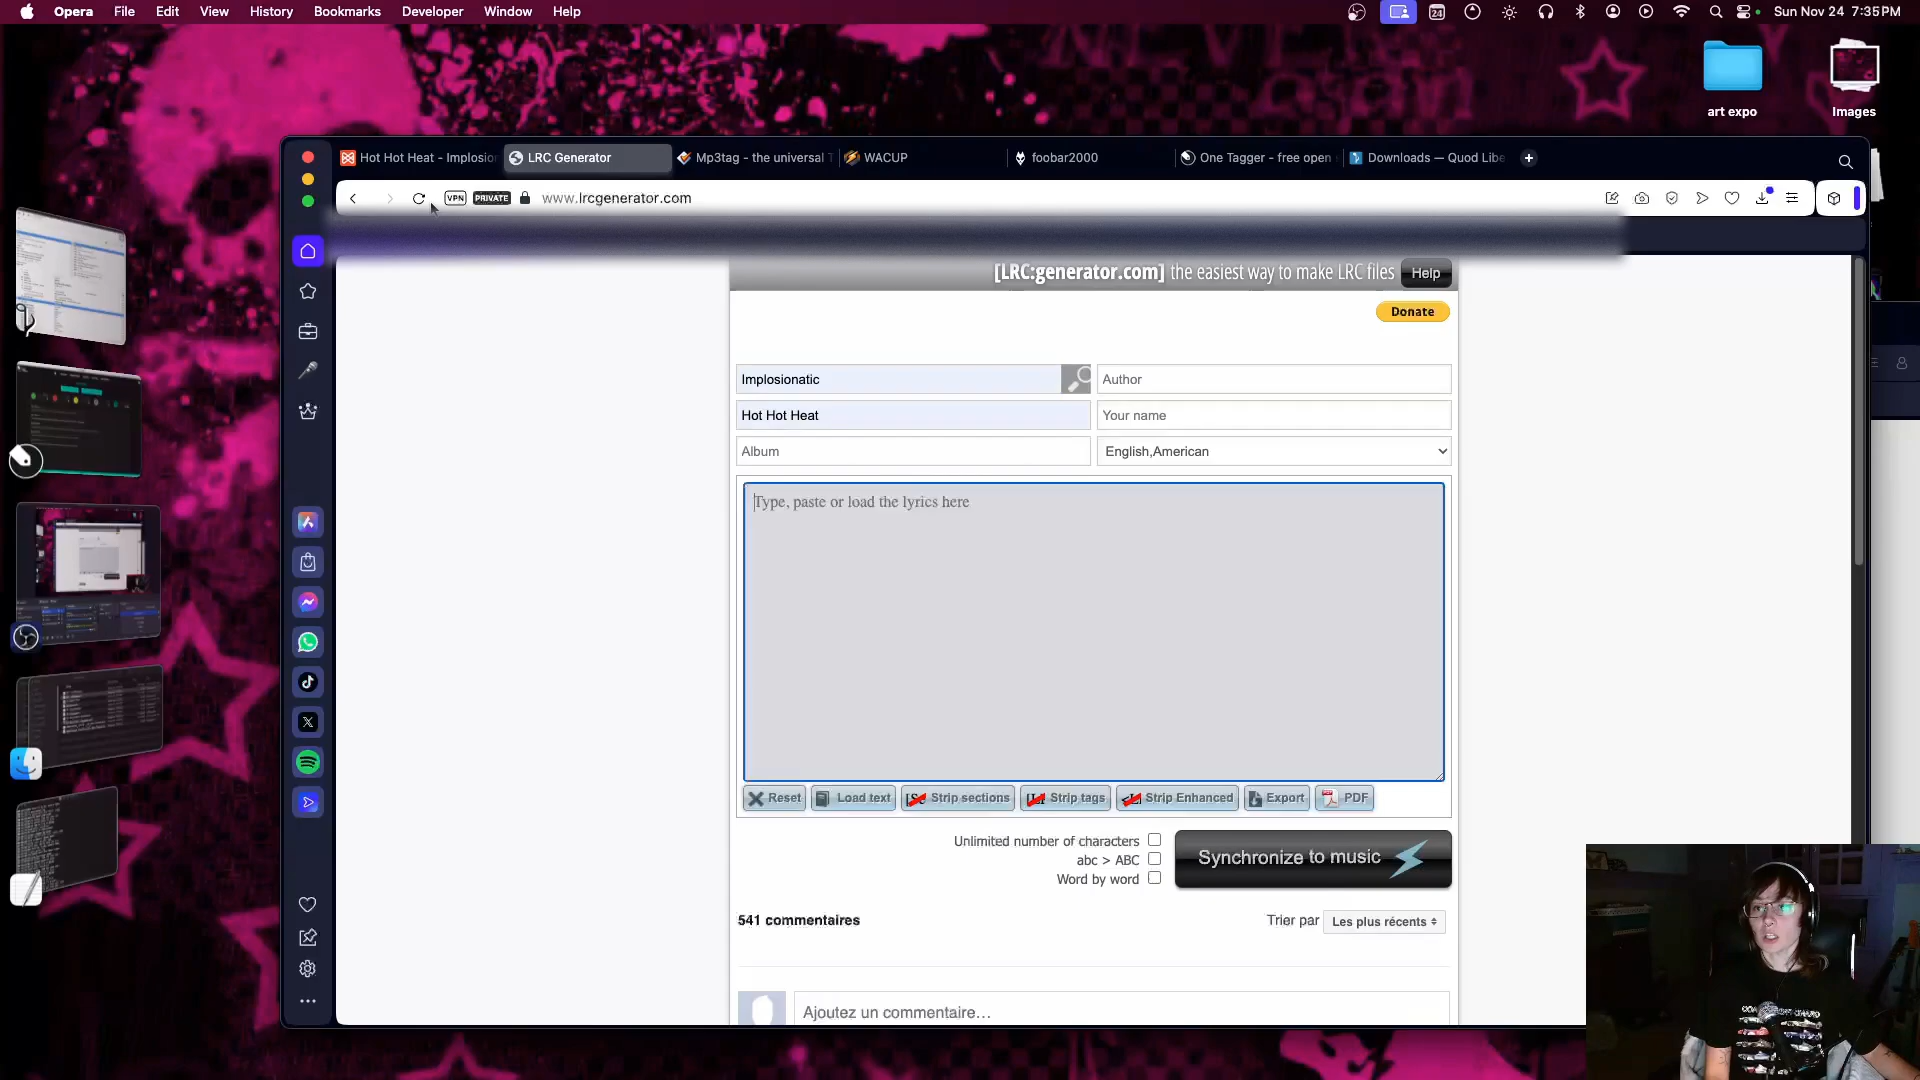 Opera File Edit View History Bookmarks Developer Window Help
24
Sun Nov 24 7:35PM
art expo
Images
Hot Hot Heat - Implosion
LRC Generator
Mp3tag - the universal T
WACUP
foobar2000
One Tagger - free open
Downloads — Quod Libe
VPN
PRIVATE
www.lrcgenerator.com
[LRC:generator.com] the easiest way to make LRC files
Help
Donate
Implosionatic
Author
Hot Hot Heat
Your name
Album
English,American
Type, paste or load the lyrics here
Reset
Load text
Strip sections
Strip tags
Strip Enhanced
Export
PDF
Unlimited number of characters
abc > ABC
Word by word
Synchronize to music
541 commentaires
Trier par
Les plus récents
Ajoutez un commentaire...